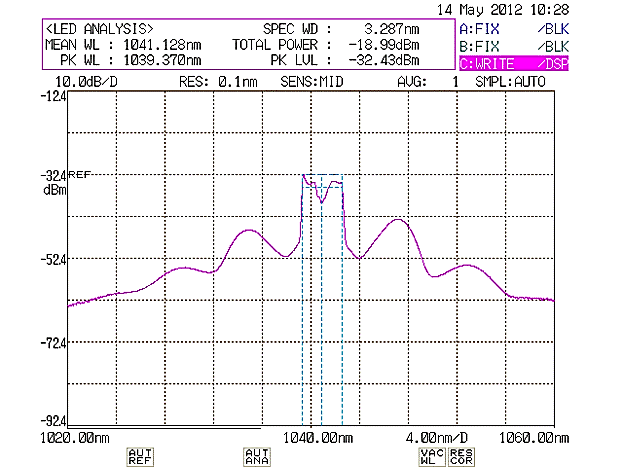 14 May 2012 10:28
<LED ANALYSIS> SPEC WD : 3.287nm
MEAN WL : 1041.128nm TOTAL POWER : -18.99dBm
PK WL : 1039.370nm PK LVL : -32.43dBm
A:FIX /BLK
B:FIX /BLK
C:WRITE /DSP
10.0dB/D RES: 0.1nm SENS:MID AVG: 1 SMPL:AUTO
-12.4
-32.4 REF
dBm
-52.4
-72.4
-92.4
1020.00nm 1040.00nm 4.00nm/D 1060.00nm
AUT REF
AUT ANA
VAC WL
RES COR